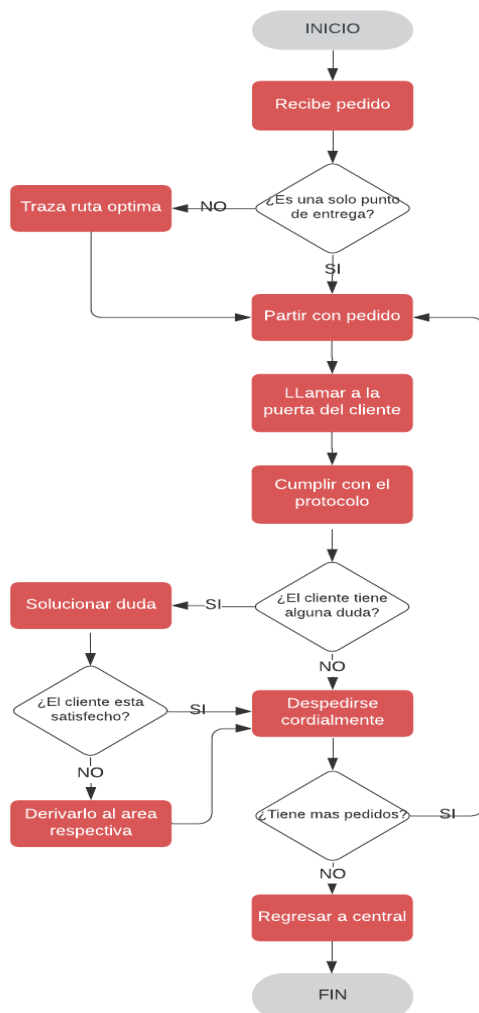 INICIO
Recibe pedido
¿Es una solo punto
de entrega?
NO
Traza ruta optima
SI
Partir con pedido
LLamar a la
puerta del cliente
Cumplir con el
protocolo
¿El cliente tiene
alguna duda?
SI
Solucionar duda
NO
¿El cliente esta
satisfecho?
SI
Despedirse
cordialmente
NO
Derivarlo al area
respectiva
¿Tiene mas pedidos?
SI
NO
Regresar a central
FIN